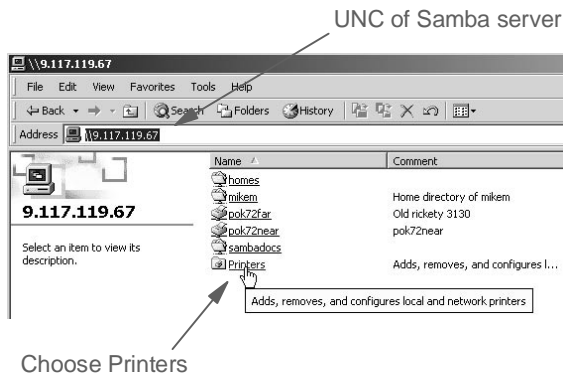 UNC of Samba server
\\9.117.119.67
File Edit View Favorites Tools Help
Back Search Folders History
Address \\9.117.119.67
Name Comment
homes
mikem Home directory of mikem
9.117.119.67
pok72far Old rickety 3130
pok72near pok72near
Select an item to view its
description.
sambadocs
Printers Adds, removes, and configures l...
Adds, removes, and configures local and network printers
Choose Printers